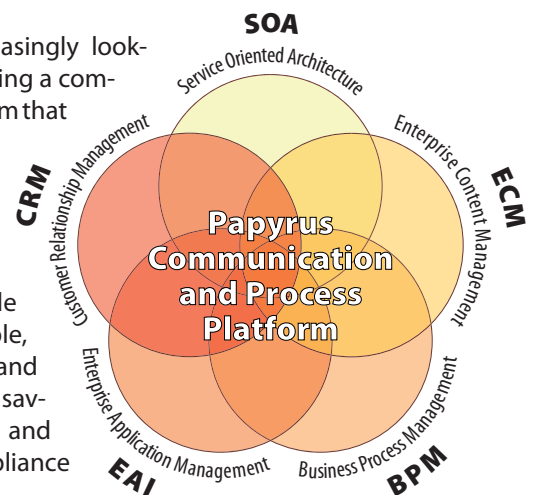 asingly look-
ing a com-
m that
le
ole,
and
sav-
and
pliance
SOA
Service Oriented Architecture
ECM
Enterprise Content Management
CRM
Customer Relationship Management
Papyrus
Communication
and Process
Platform
EAI
Enterprise Application Management
BPM
Business Process Management